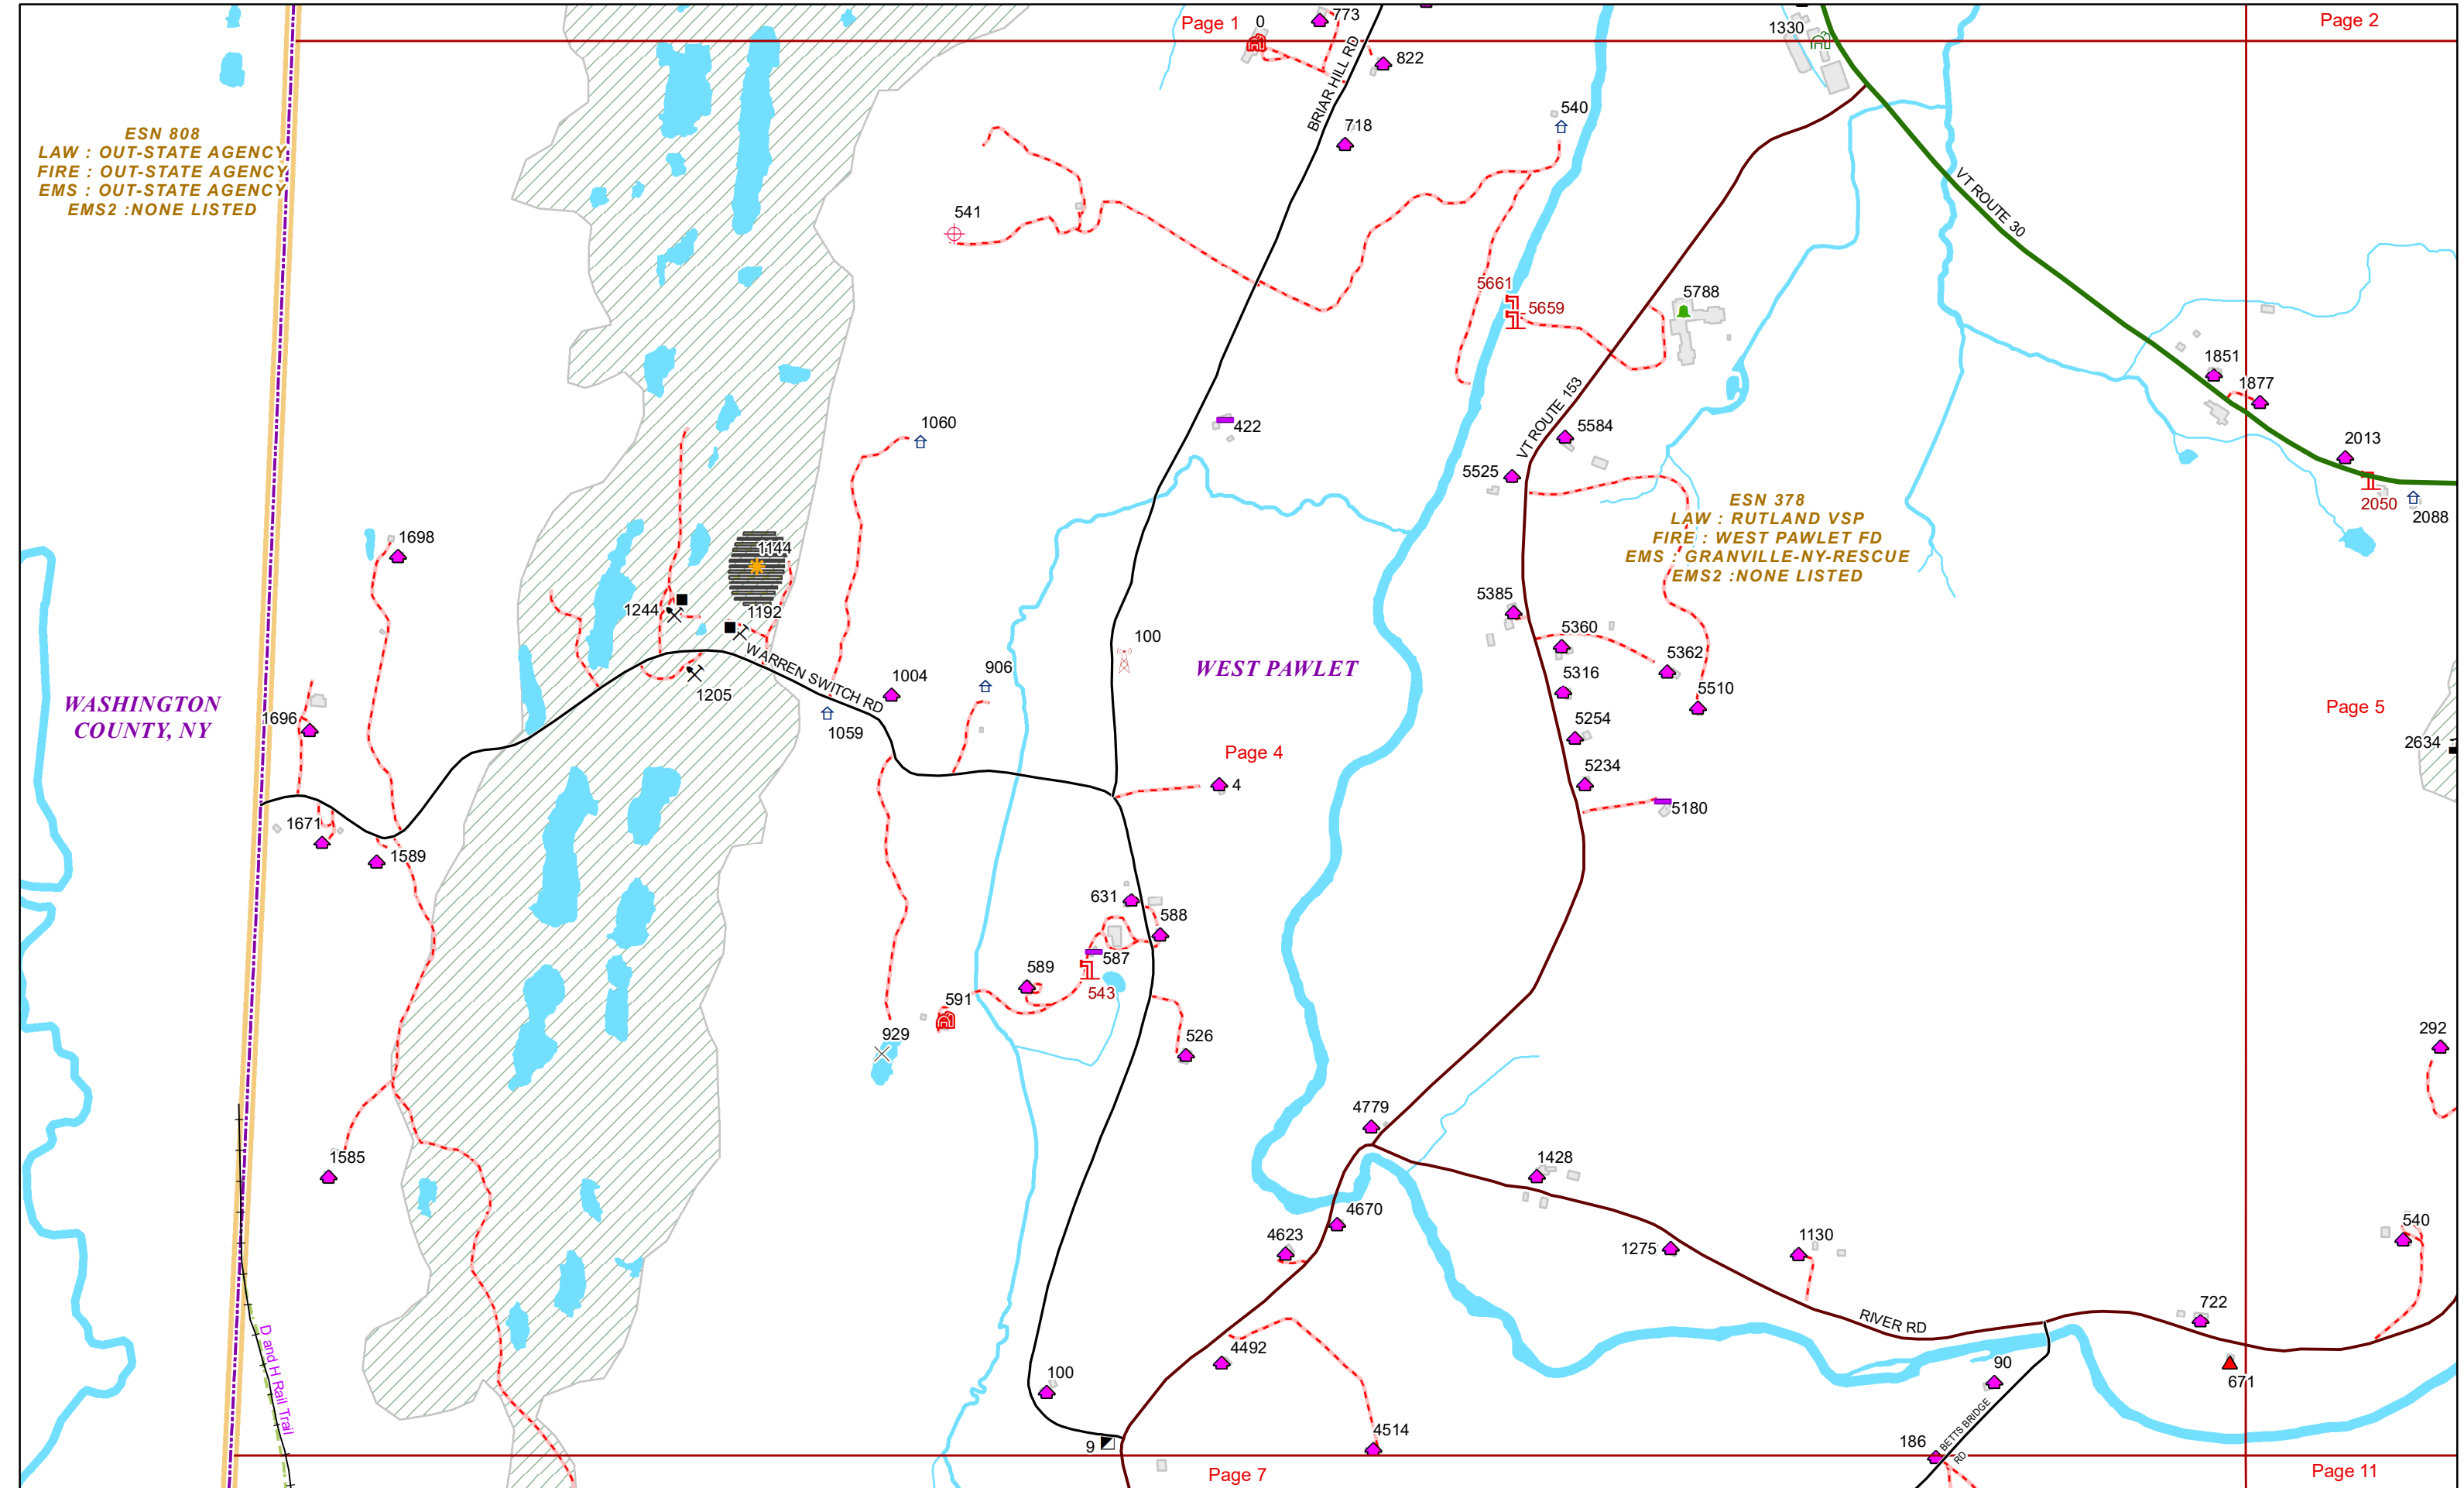 Page 1
0
773
1330
Page 2
BRIAR HILL RD
822
ESN 808
LAW : OUT-STATE AGENCY
FIRE : OUT-STATE AGENCY
EMS : OUT-STATE AGENCY
EMS2 :NONE LISTED
718
540
541
VT ROUTE 30
5661
5659
5788
1851
1877
VT ROUTE 153
1060
422
5584
5525
2013
2050
2088
ESN 378
LAW : RUTLAND VSP
FIRE : WEST PAWLET FD
EMS : GRANVILLE-NY-RESCUE
EMS2 :NONE LISTED
1698
1144
1244
1192
5385
100
5360
WARREN SWITCH RD
906
WEST PAWLET
5362
1004
1205
5316
5510
WASHINGTON
COUNTY, NY
1696
1059
5254
Page 5
2634
Page 4
5234
4
5180
1671
1589
631
588
587
589
543
591
929
526
292
4779
1585
1428
4670
4623
1275
1130
540
722
RIVER RD
D and H Rail Trail
4492
100
90
671
4514
9
186
BETTS BRIDGE
RD
Page 7
Page 11